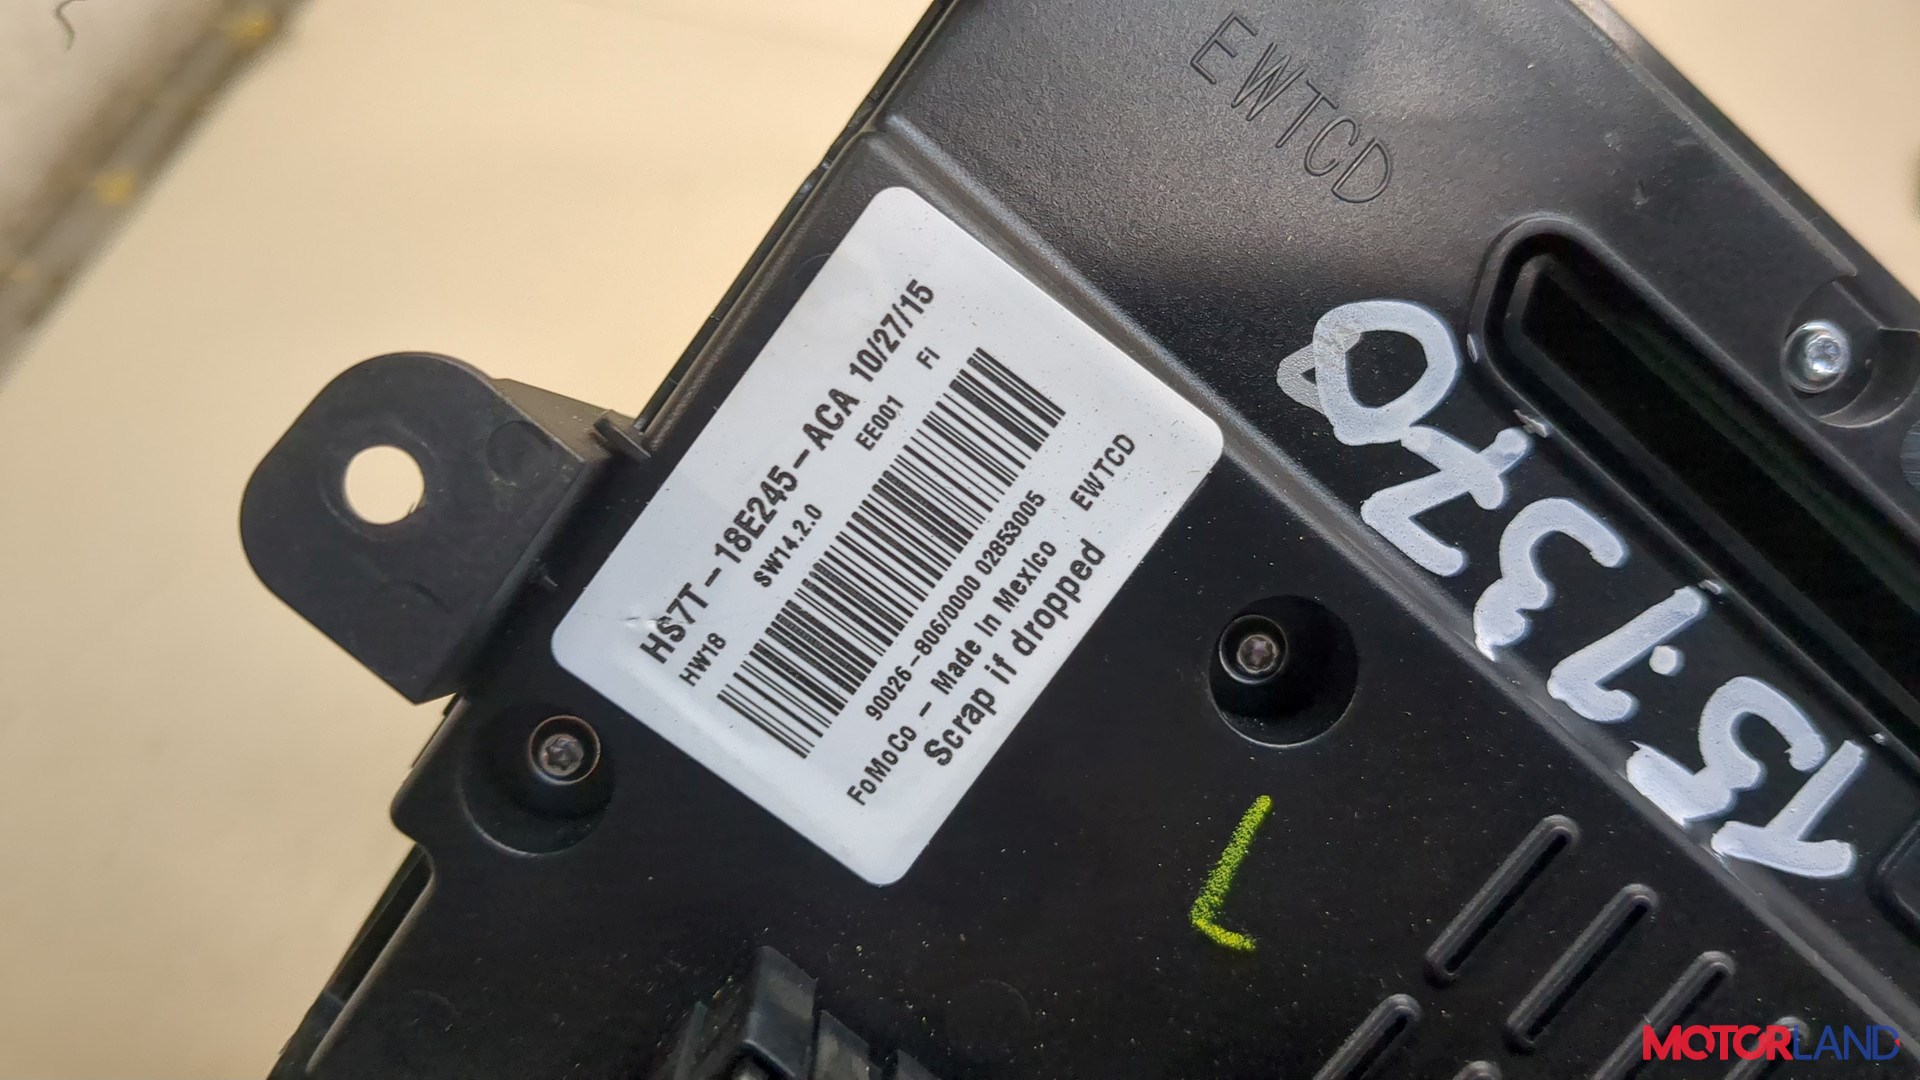 EWTCD
HS7T-18E245-ACA 10/27/15
HW18 SW14.2.0 EE001 FI
90026-806/0000 02853005
FoMoCo - Made in Mexico EWTCD
Scrap if dropped
L
MOTORLAND